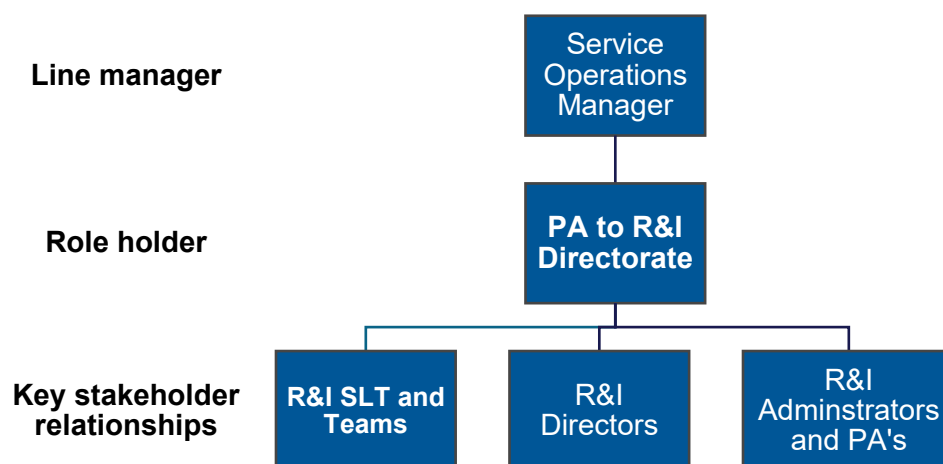 Line manager
Service
Operations
Manager
Role holder
PA to R&I
Directorate
Key stakeholder
relationships
R&I SLT and
Teams
R&I
Directors
R&I
Adminstrators
and PA's